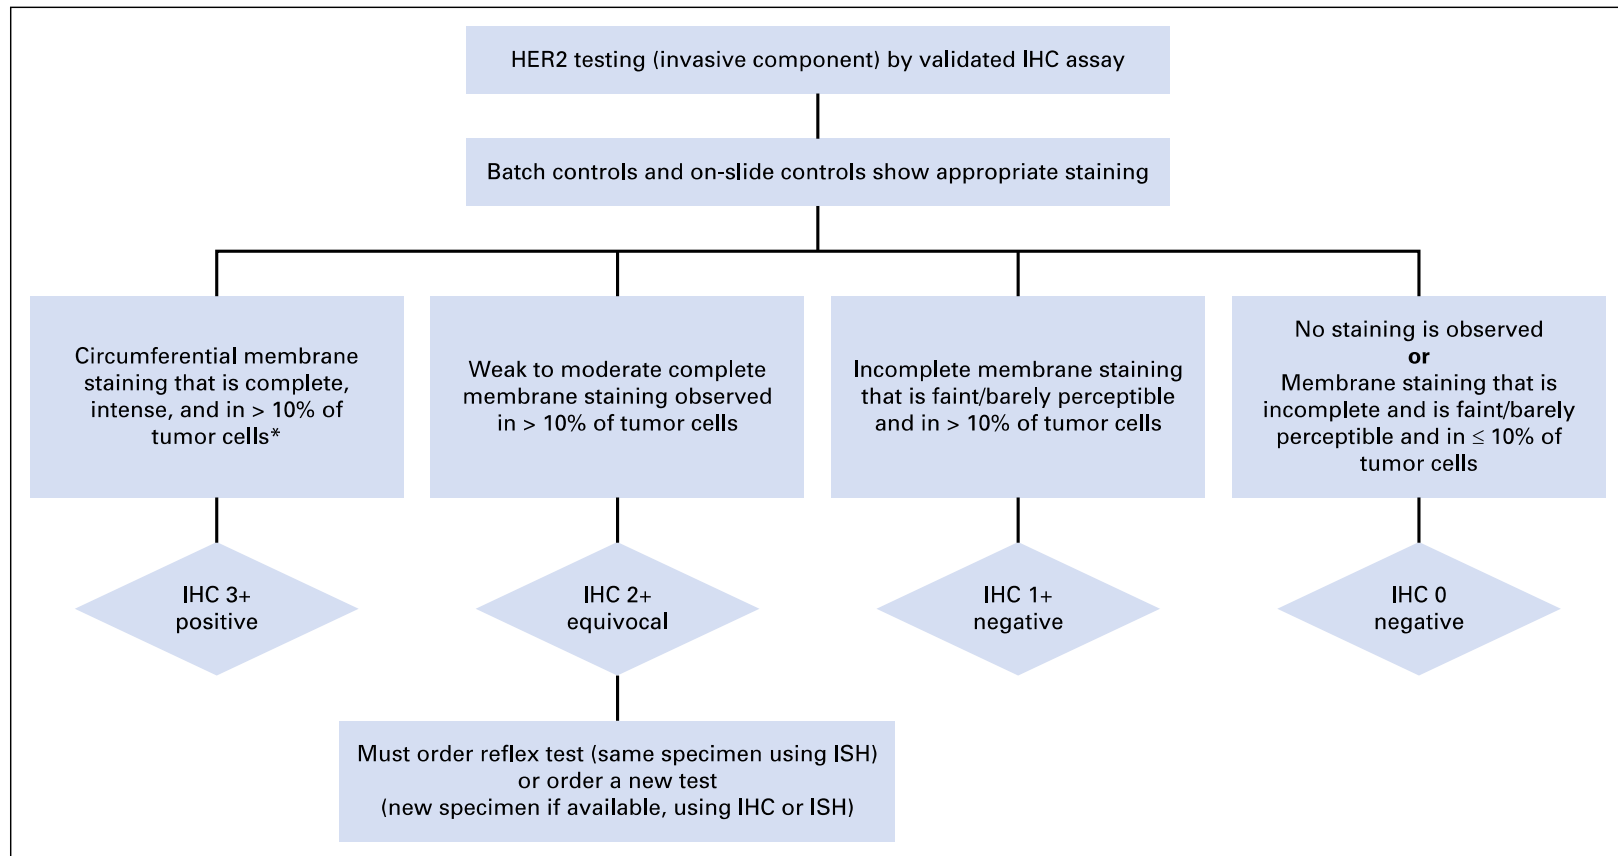 HER2 testing (invasive component) by validated IHC assay
Batch controls and on-slide controls show appropriate staining
Circumferential membrane
staining that is complete,
intense, and in > 10% of
tumor cells*
Weak to moderate complete
membrane staining observed
in > 10% of tumor cells
Incomplete membrane staining
that is faint/barely perceptible
and in > 10% of tumor cells
No staining is observed
or
Membrane staining that is
incomplete and is faint/barely
perceptible and in ≤ 10% of
tumor cells
IHC 3+
positive
IHC 2+
equivocal
IHC 1+
negative
IHC 0
negative
Must order reflex test (same specimen using ISH)
or order a new test
(new specimen if available, using IHC or ISH)